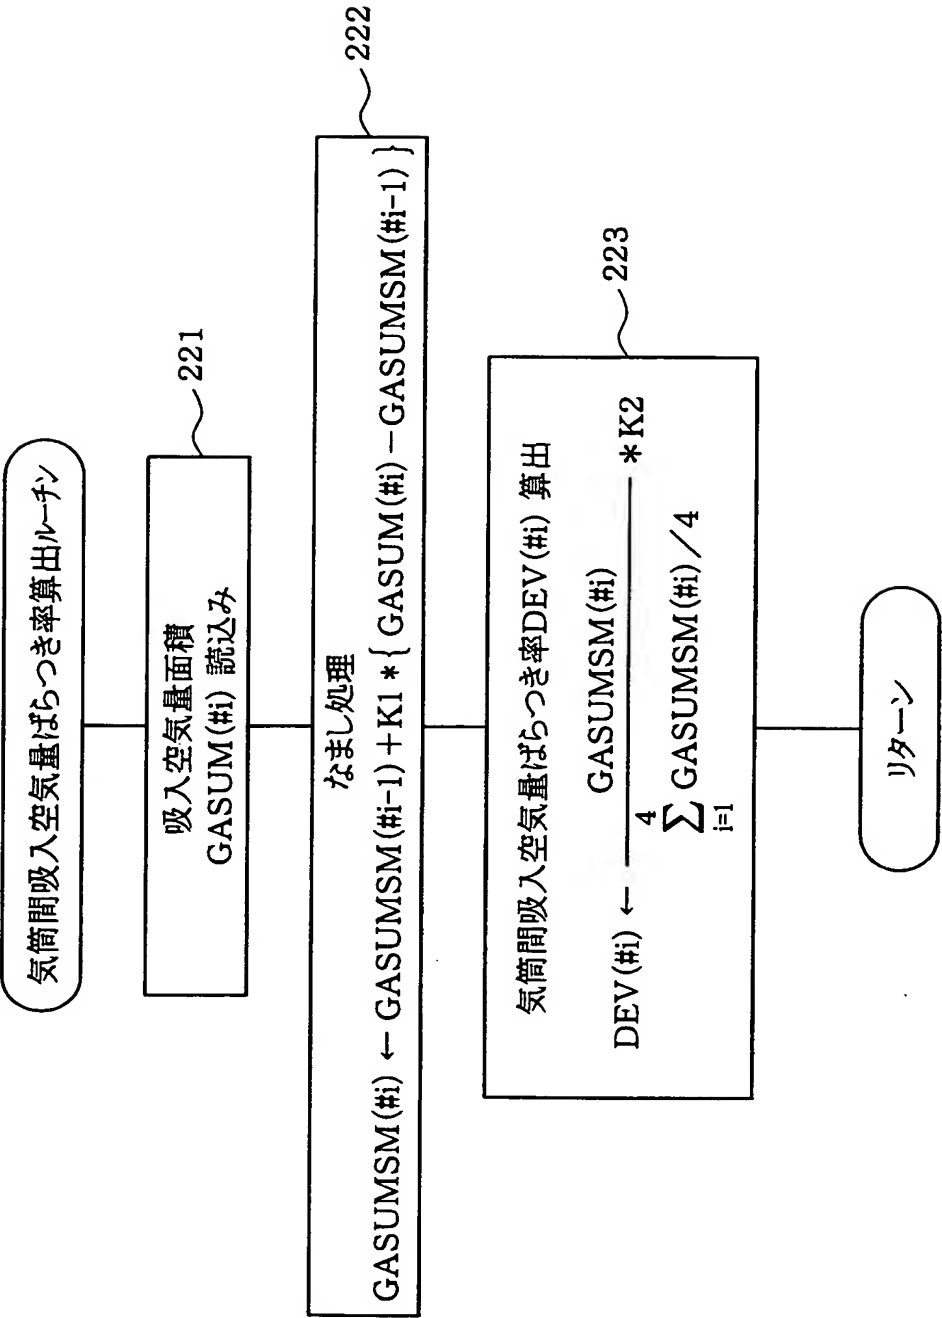 気筒間吸入空気量ばらつき率算出ルーチン
吸入空気量面積
GASUM(#i) 読込み
221
なまし処理
GASUMSM(#i) ← GASUMSM(#i-1)+K1*{ GASUM(#i)-GASUMSM(#i-1) }
222
気筒間吸入空気量ばらつき率DEV(#i) 算出
GASUMSM(#i)
DEV(#i) ← *K2
4
∑ GASUMSM(#i)/4
i=1
223
リターン